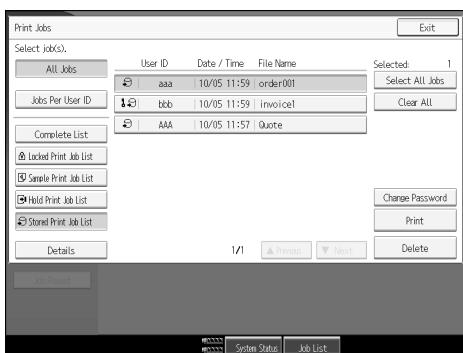 Print Jobs
Exit
Select job(s).
All Jobs
User ID Date / Time File Name
Selected: 1
aaa 10/05 11:59 order001
Select All Jobs
Jobs Per User ID
bbb 10/05 11:59 invoice1
Clear All
AAA 10/05 11:57 Quote
Complete List
Locked Print Job List
Sample Print Job List
Hold Print Job List
Change Password
Stored Print Job List
Print
Details
1/1
▲ Previous
▼ Next
Delete
Job Reset
System Status
Job List